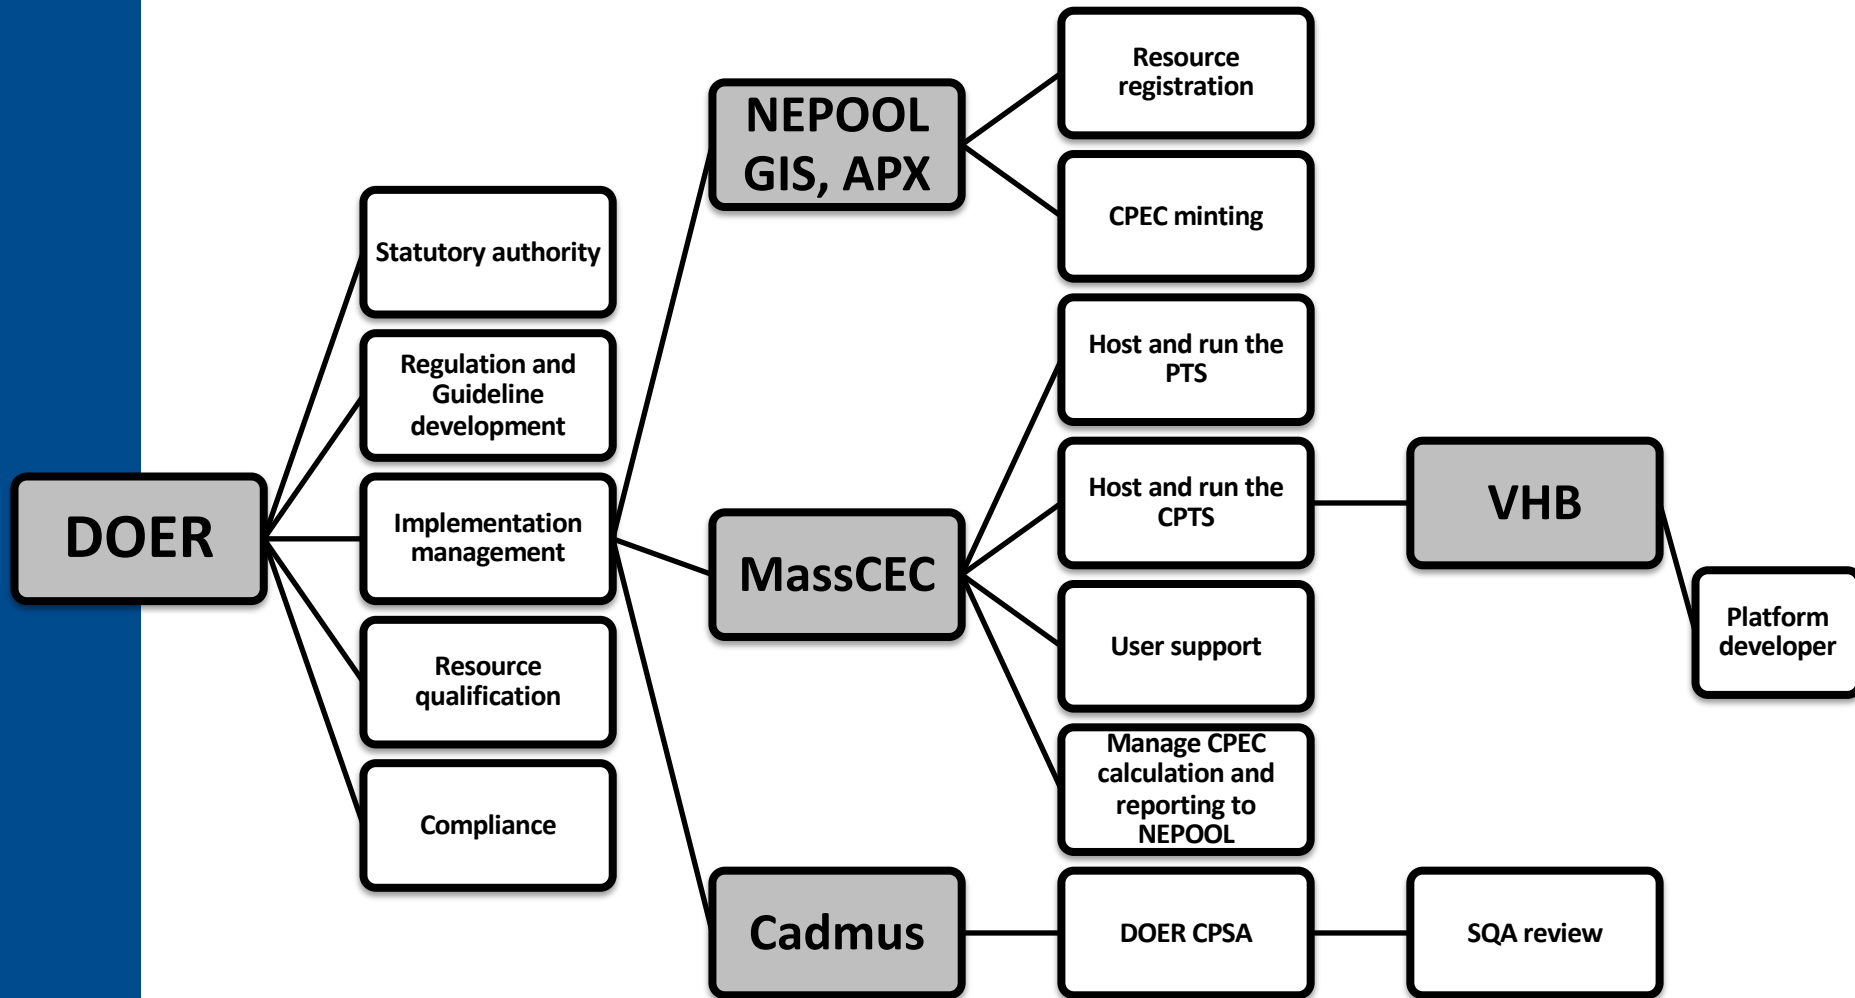 DOER
Statutory authority
Regulation and
Guideline
development
Implementation
management
Resource
qualification
Compliance
NEPOOL
GIS, APX
Resource
registration
CPEC minting
MassCEC
Host and run the
PTS
Host and run the
CPTS
VHB
Platform
developer
User support
Manage CPEC
calculation and
reporting to
NEPOOL
Cadmus
DOER CPSA
SQA review